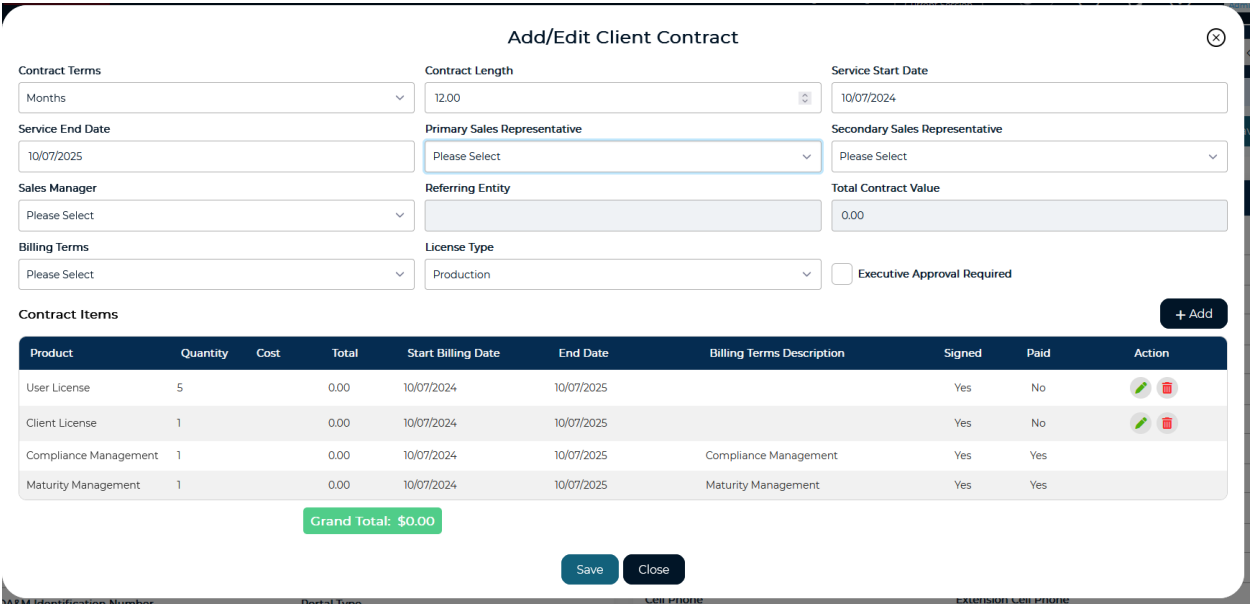 Current Session
Add/Edit Client Contract
Contract Terms Contract Length Service Start Date
Months 12.00 10/07/2024
Service End Date Primary Sales Representative Secondary Sales Representative
10/07/2025 Please Select Please Select
Sales Manager Referring Entity Total Contract Value
Please Select 0.00
Billing Terms License Type
Please Select Production Executive Approval Required
Contract Items + Add
Product Quantity Cost Total Start Billing Date End Date Billing Terms Description Signed Paid Action
User License 5 0.00 10/07/2024 10/07/2025 Yes No
Client License 1 0.00 10/07/2024 10/07/2025 Yes No
Compliance Management 1 0.00 10/07/2024 10/07/2025 Compliance Management Yes Yes
Maturity Management 1 0.00 10/07/2024 10/07/2025 Maturity Management Yes Yes
Grand Total: $0.00
Save Close
Identification Number Portal Type Cell Phone Extension Cell Phone